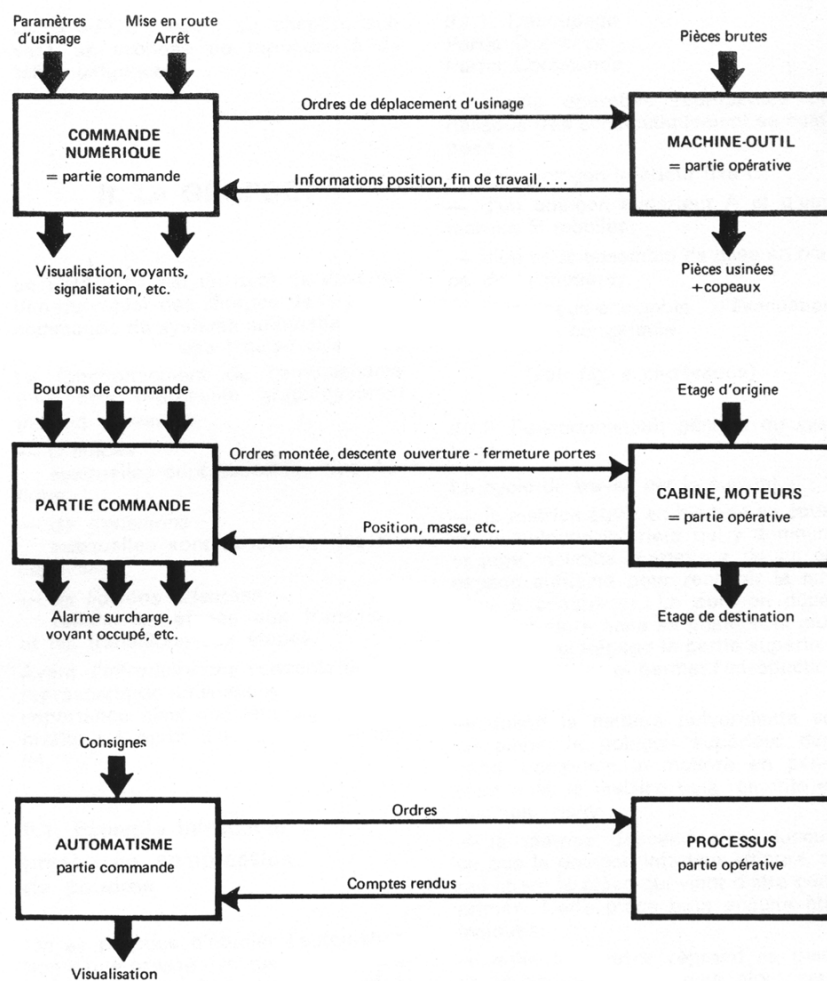 Paramètres
d'usinage
Mise en route
Arrêt
Pièces brutes
Ordres de déplacement d'usinage
COMMANDE
NUMÉRIQUE
= partie commande
MACHINE-OUTIL
= partie opérative
Informations position, fin de travail, . . .
Visualisation, voyants,
signalisation, etc.
Pièces usinées
+copeaux
Boutons de commande
Etage d'origine
Ordres montée, descente ouverture - fermeture portes
PARTIE COMMANDE
CABINE, MOTEURS
= partie opérative
Position, masse, etc.
Alarme surcharge,
voyant occupé, etc.
Etage de destination
Consignes
Ordres
AUTOMATISME
partie commande
PROCESSUS
partie opérative
Comptes rendus
Visualisation